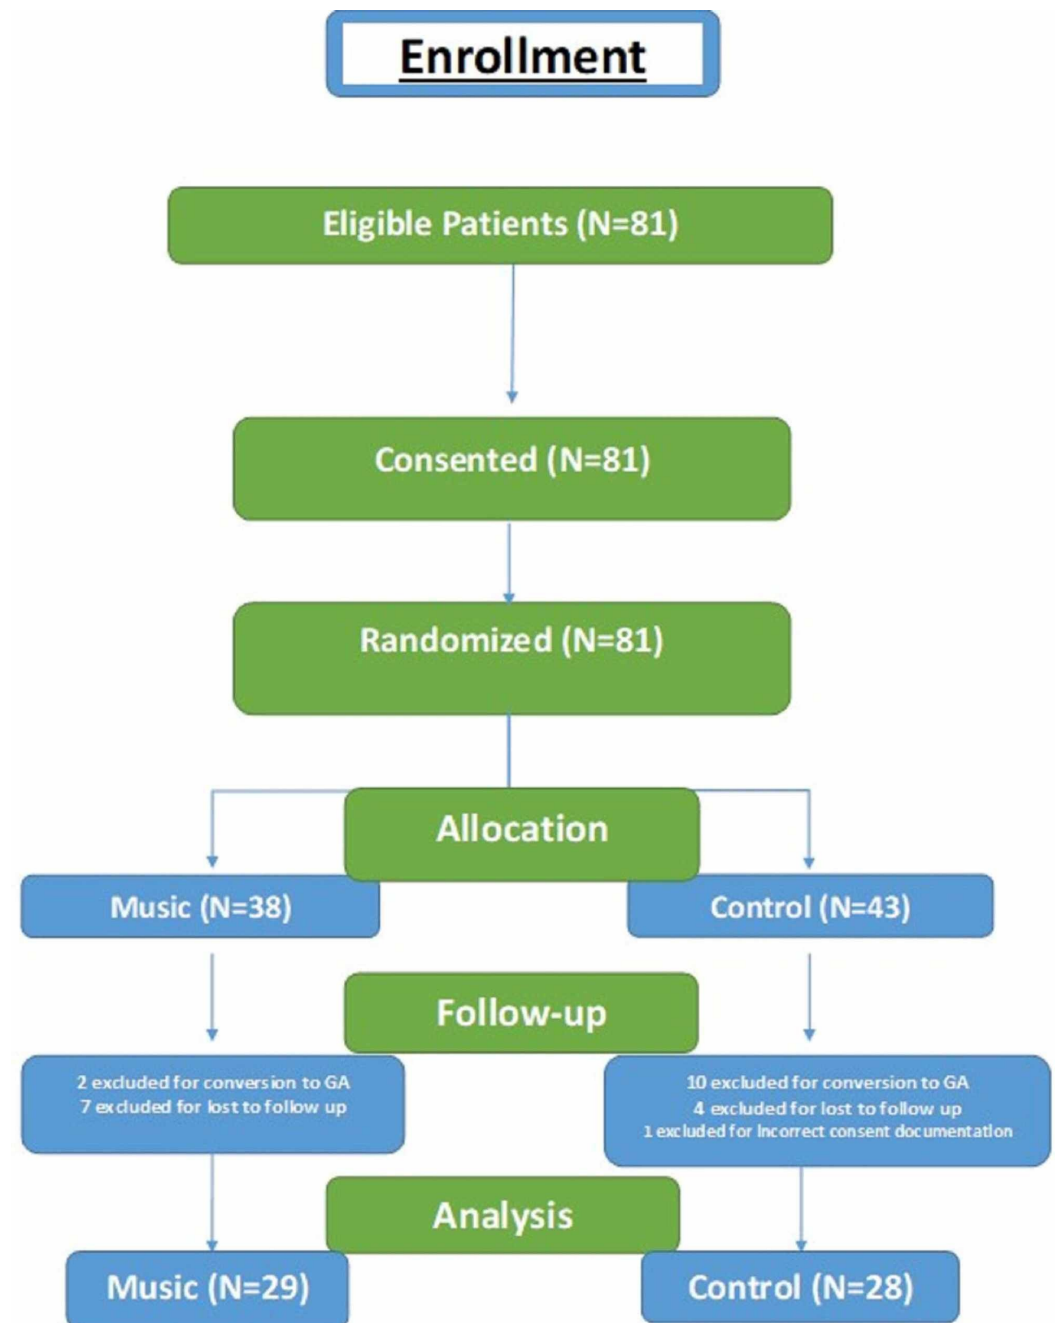 Enrollment
Eligible Patients (N=81)
Consented (N=81)
Randomized (N=81)
Allocation
Music (N=38)
Control (N=43)
Follow-up
2 excluded for conversion to GA
7 excluded for lost to follow up
10 excluded for conversion to GA
4 excluded for lost to follow up
1 excluded for Incorrect consent documentation
Analysis
Music (N=29)
Control (N=28)